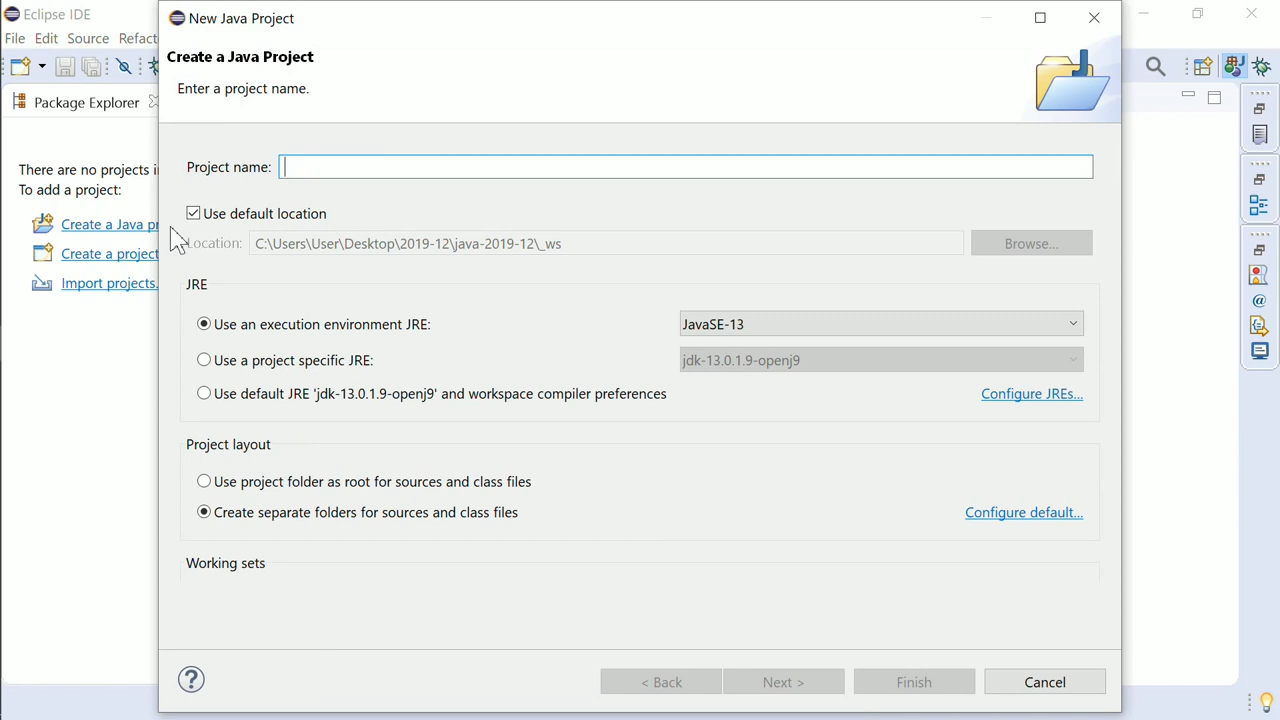 Eclipse IDE
New Java Project
File Edit Source Refact
Create a Java Project
Enter a project name.
Package Explorer
There are no projects i
To add a project:
Create a Java pr
Create a project
Import projects.
Project name:
Use default location
Location: C:\Users\User\Desktop\2019-12\java-2019-12\_ws Browse...
JRE
Use an execution environment JRE: JavaSE-13
Use a project specific JRE: jdk-13.0.1.9-openj9
Use default JRE 'jdk-13.0.1.9-openj9' and workspace compiler preferences Configure JREs...
Project layout
Use project folder as root for sources and class files
Create separate folders for sources and class files Configure default...
Working sets
? < Back Next > Finish Cancel